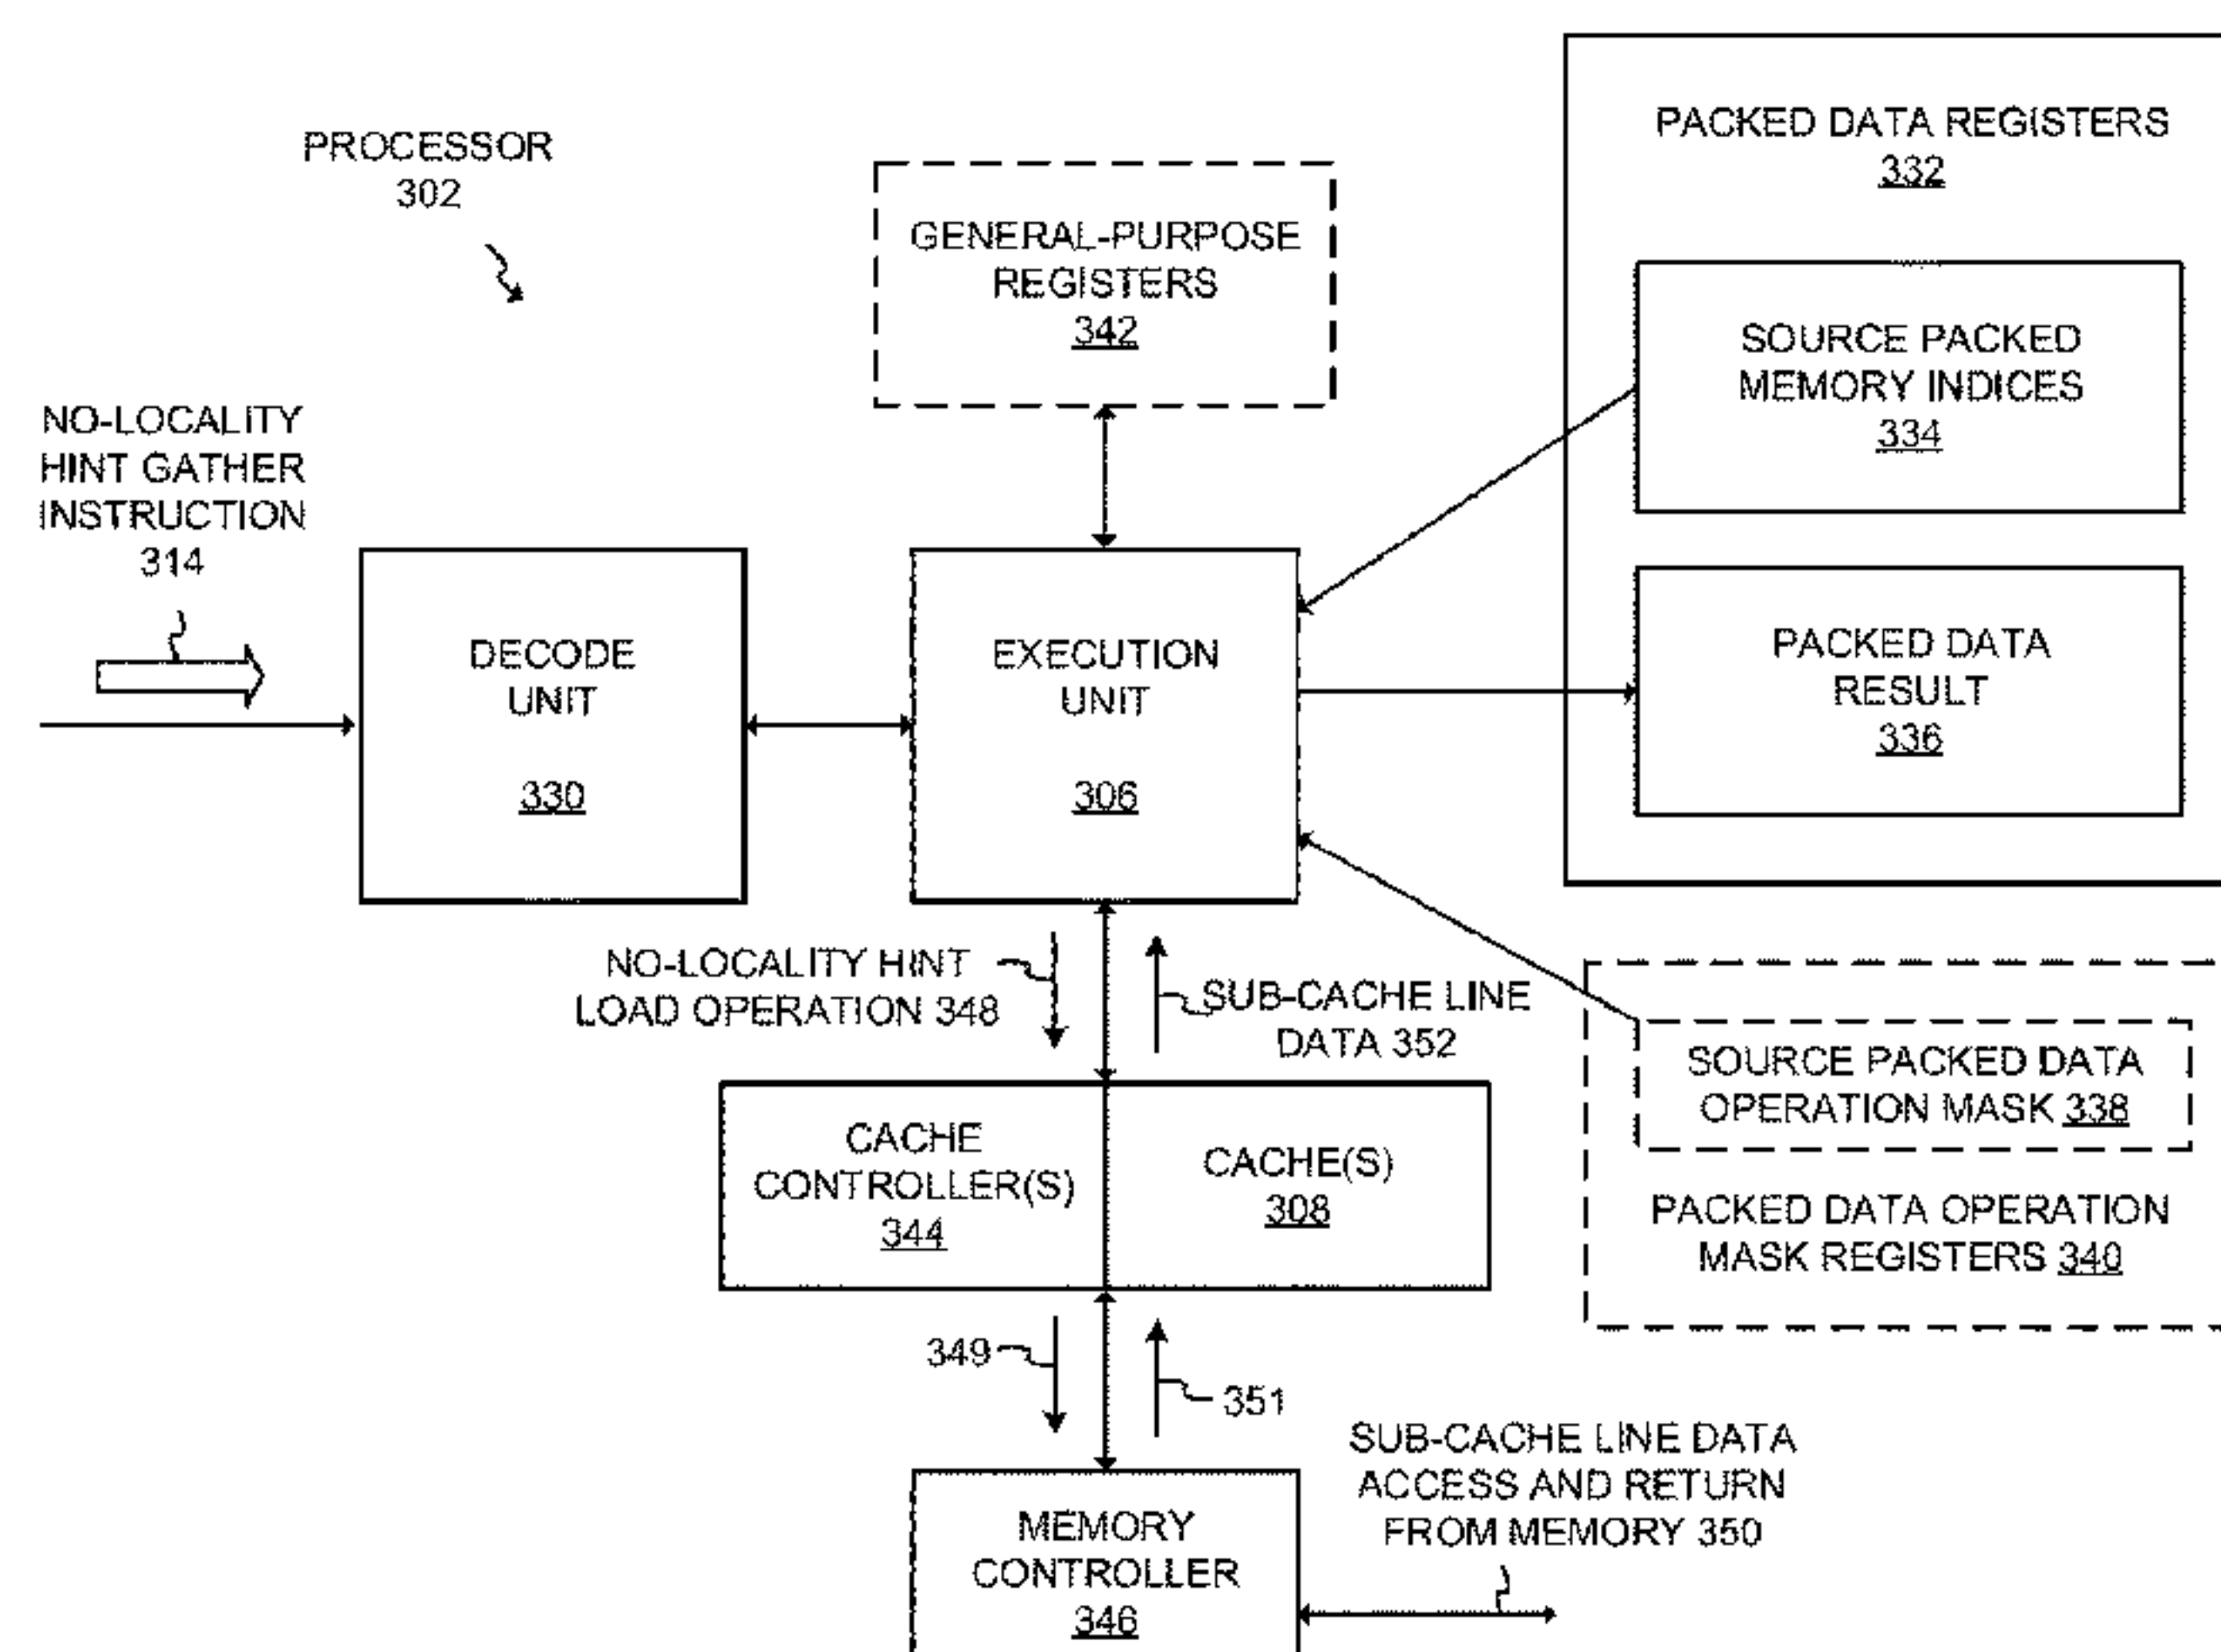 PROCESSOR
302
NO-LOCALITY
HINT GATHER
INSTRUCTION
314
DECODE
UNIT
330
GENERAL-PURPOSE
REGISTERS
342
EXECUTION
UNIT
306
PACKED DATA REGISTERS
332
SOURCE PACKED
MEMORY INDICES
334
PACKED DATA
RESULT
336
NO-LOCALITY HINT
LOAD OPERATION 348
SUB-CACHE LINE
DATA 352
SOURCE PACKED DATA
OPERATION MASK 338
PACKED DATA OPERATION
MASK REGISTERS 340
CACHE
CONTROLLER(S)
344
CACHE(S)
308
349
351
SUB-CACHE LINE DATA
ACCESS AND RETURN
FROM MEMORY 350
MEMORY
CONTROLLER
346